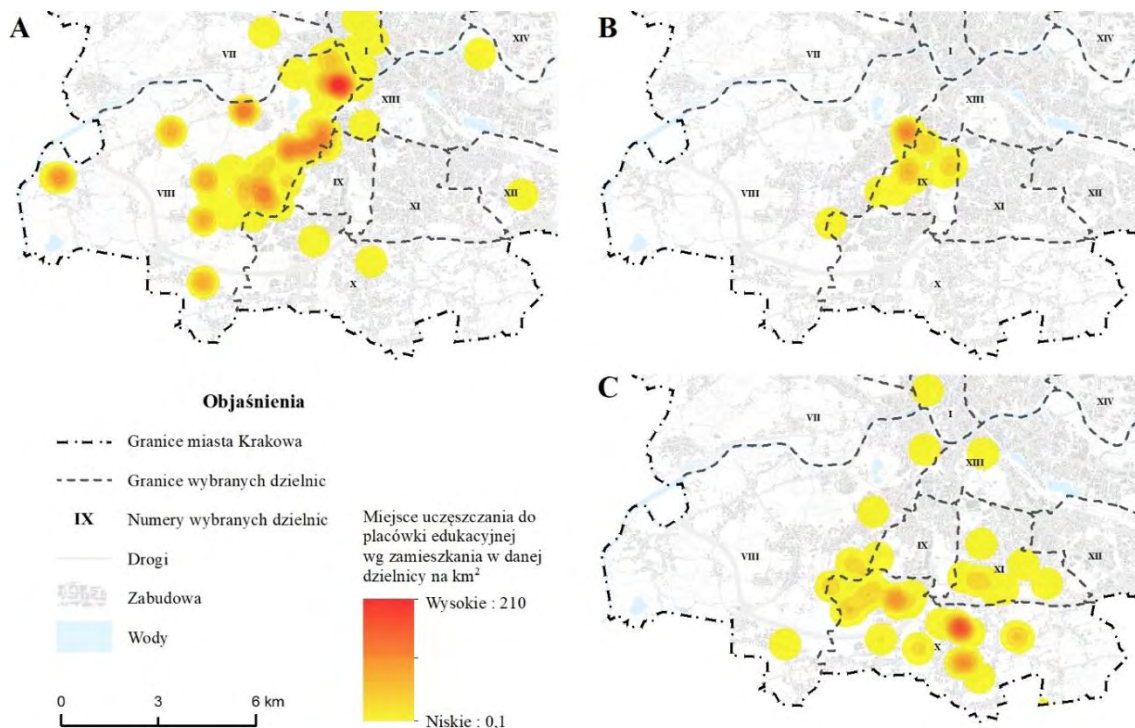 A
VII
I
XIV
XIII
VIII
IX
XI
XII
X
B
VII
I
XIV
XIII
VIII
IX
XI
XII
X
C
VII
I
XIV
XIII
VIII
IX
XI
XII
X
Objaśnienia
Granice miasta Krakowa
Granice wybranych dzielnic
IX Numery wybranych dzielnic
Drogi
Zabudowa
Wody
0 3 6 km
Miejsce uczęszczania do
placówki edukacyjnej
wg zamieszkania w danej
dzielnicy na km²
Wysokie : 210
Niskie : 0,1